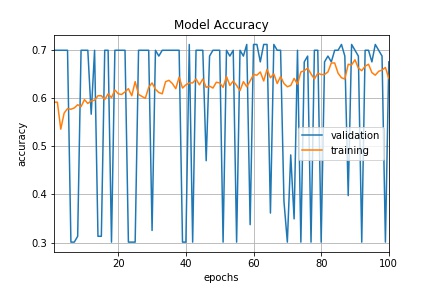 Model Accuracy
0.7
0.6
0.5
0.4
0.3
accuracy
validation
training
20 40 60 80 100
epochs